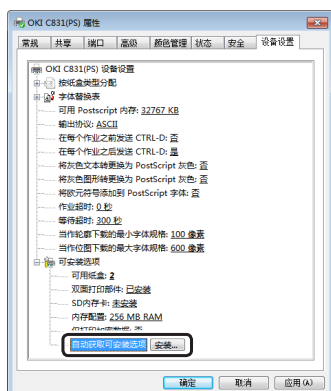 OKI C831(PS) 属性
常规 共享 端口 高级 颜色管理 状态 安全 设备设置
OKI C831(PS) 设备设置
按纸盒类型分配
字体替换表
可用 Postscript 内存: 32767 KB
输出协议: ASCII
在每个作业之前发送 CTRL-D: 否
在每个作业之后发送 CTRL-D: 是
将灰色文本转更换为 PostScript 灰色: 否
将灰色图形转更换为 PostScript 灰色: 否
将欧元符号添加到 PostScript 字体: 否
作业超时: 0 秒
等待超时: 300 秒
当作轮廓下载的最小字体规格: 100 像素
当作位图下载的最大字体规格: 600 像素
可安装选项
可用纸盒: 2
双面打印部件: 已安装
SD内存卡: 未安装
内存配置: 256 MB RAM
自动获取可安装选项 安装...
确定 取消 应用(A)